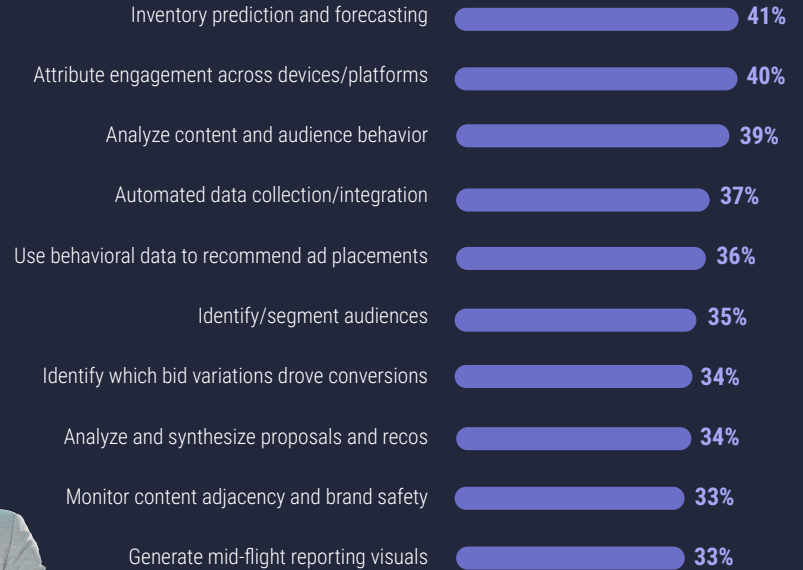 Inventory prediction and forecasting 41%
Attribute engagement across devices/platforms 40%
Analyze content and audience behavior 39%
Automated data collection/integration 37%
Use behavioral data to recommend ad placements 36%
Identify/segment audiences 35%
Identify which bid variations drove conversions 34%
Analyze and synthesize proposals and recos 34%
Monitor content adjacency and brand safety 33%
Generate mid-flight reporting visuals 33%